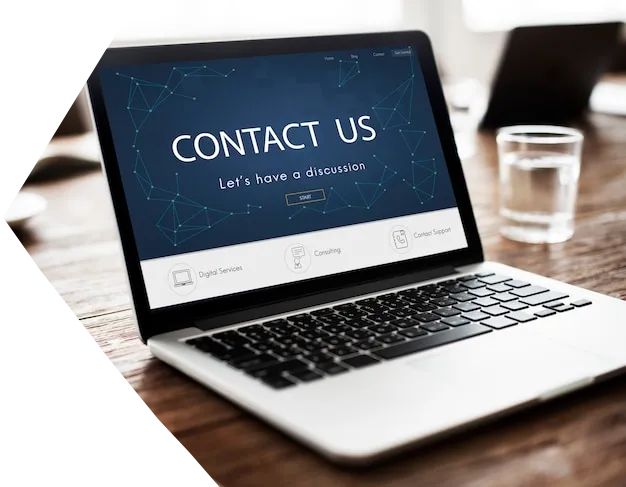 Home Blog Contact Get Started
CONTACT US
Let's have a discussion
START
Digital Services
Consulting
Contact Support